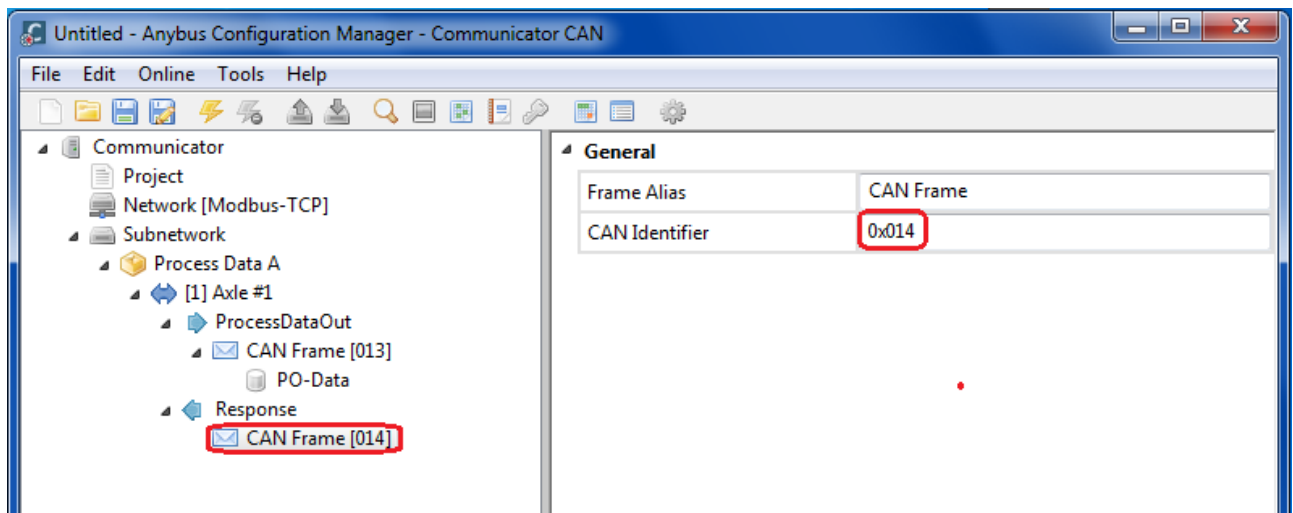 Untitled - Anybus Configuration Manager - Communicator CAN
File Edit Online Tools Help
Communicator
Project
Network [Modbus-TCP]
Subnetwork
Process Data A
[1] Axle #1
ProcessDataOut
CAN Frame [013]
PO-Data
Response
CAN Frame [014]
General
Frame Alias CAN Frame
CAN Identifier 0x014